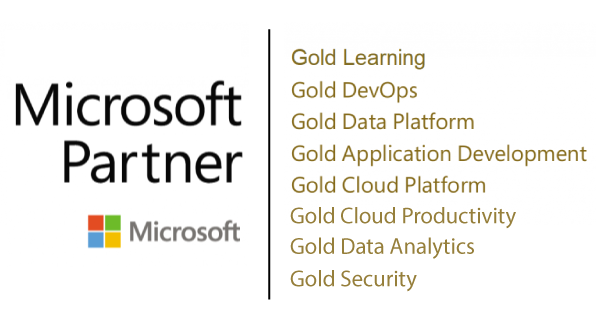 Microsoft
Partner
Microsoft
Gold Learning
Gold DevOps
Gold Data Platform
Gold Application Development
Gold Cloud Platform
Gold Cloud Productivity
Gold Data Analytics
Gold Security